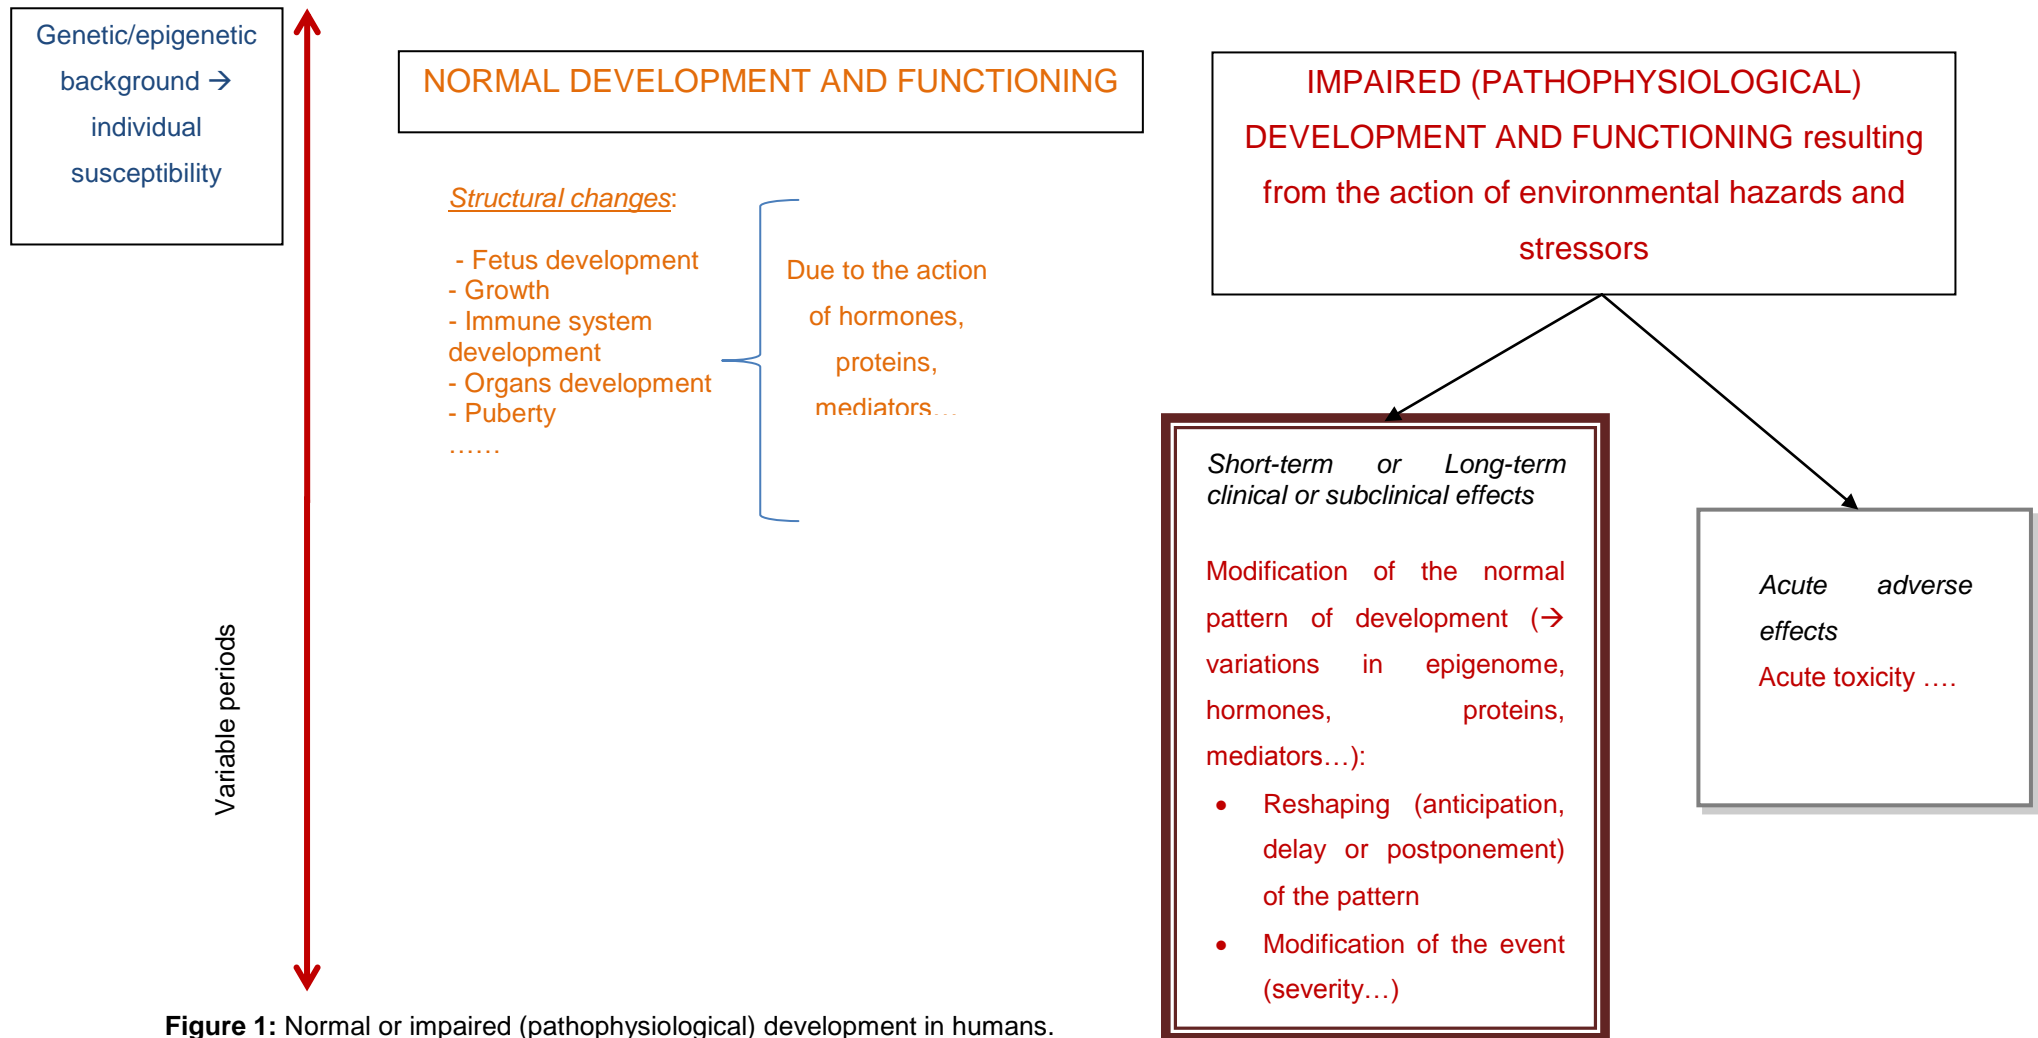 Genetic/epigenetic
background →
individual
susceptibility
NORMAL DEVELOPMENT AND FUNCTIONING
IMPAIRED (PATHOPHYSIOLOGICAL)
DEVELOPMENT AND FUNCTIONING resulting
from the action of environmental hazards and
stressors
Structural changes:
- Fetus development
- Growth
- Immune system
development
- Organs development
- Puberty
……
Due to the action
of hormones,
proteins,
mediators…
Short-term or Long-term
clinical or subclinical effects
Modification of the normal
pattern of development (→
variations in epigenome,
hormones, proteins,
mediators…):
• Reshaping (anticipation,
delay or postponement)
of the pattern
• Modification of the event
(severity…)
Acute adverse
effects
Acute toxicity ….
Variable periods
Figure 1: Normal or impaired (pathophysiological) development in humans.